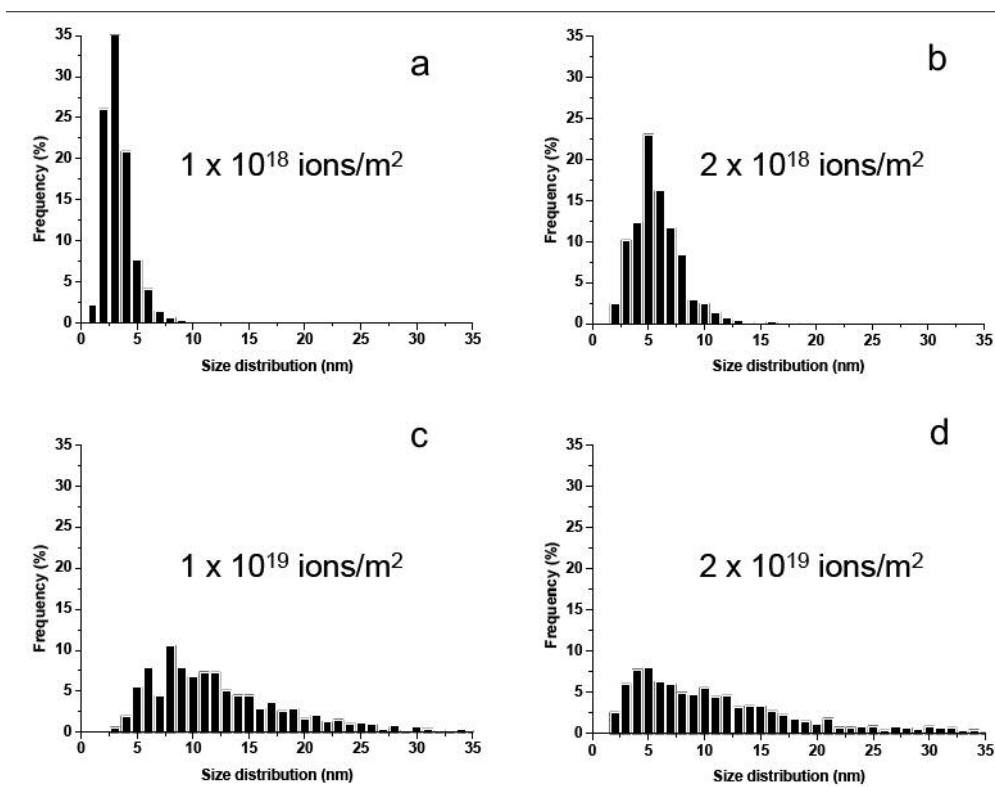 a
35
30
25
20
15
10
5
0
Frequency (%)
1 x 10¹⁸ ions/m²
0 5 10 15 20 25 30 35
Size distribution (nm)
b
35
30
25
20
15
10
5
0
Frequency (%)
2 x 10¹⁸ ions/m²
0 5 10 15 20 25 30 35
Size distribution (nm)
c
35
30
25
20
15
10
5
0
Frequency (%)
1 x 10¹⁹ ions/m²
0 5 10 15 20 25 30 35
Size distribution (nm)
d
35
30
25
20
15
10
5
0
Frequency (%)
2 x 10¹⁹ ions/m²
0 5 10 15 20 25 30 35
Size distribution (nm)